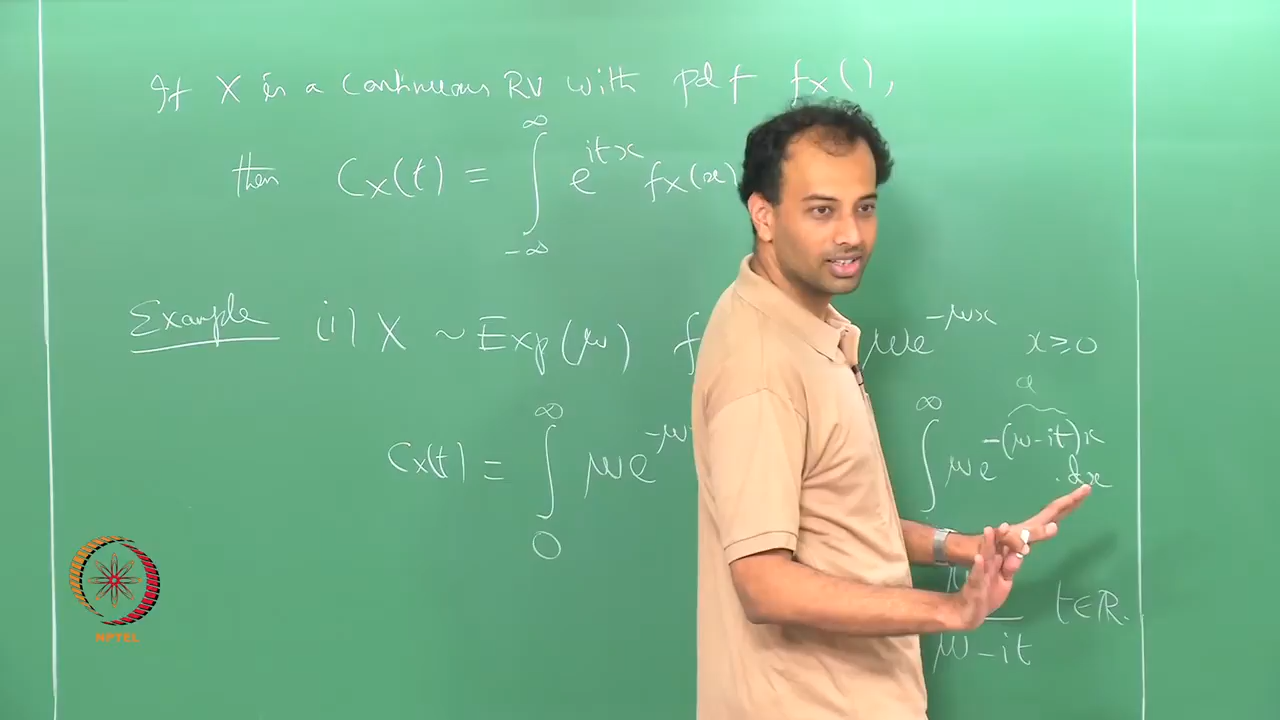 If X is a continuous RV with pdf fX(),
then CX(t) = ∫_{-∞}^{∞} e^{itx} fX(x)
Example (i) X ~ Exp(μ) f μe^{-μx} x ≥ 0
CX(t) = ∫_0^∞ μe^{-μ ∫^∞ μe^{-(μ-it)x} . dx
a
μ - it t∈ℝ.
NPTEL